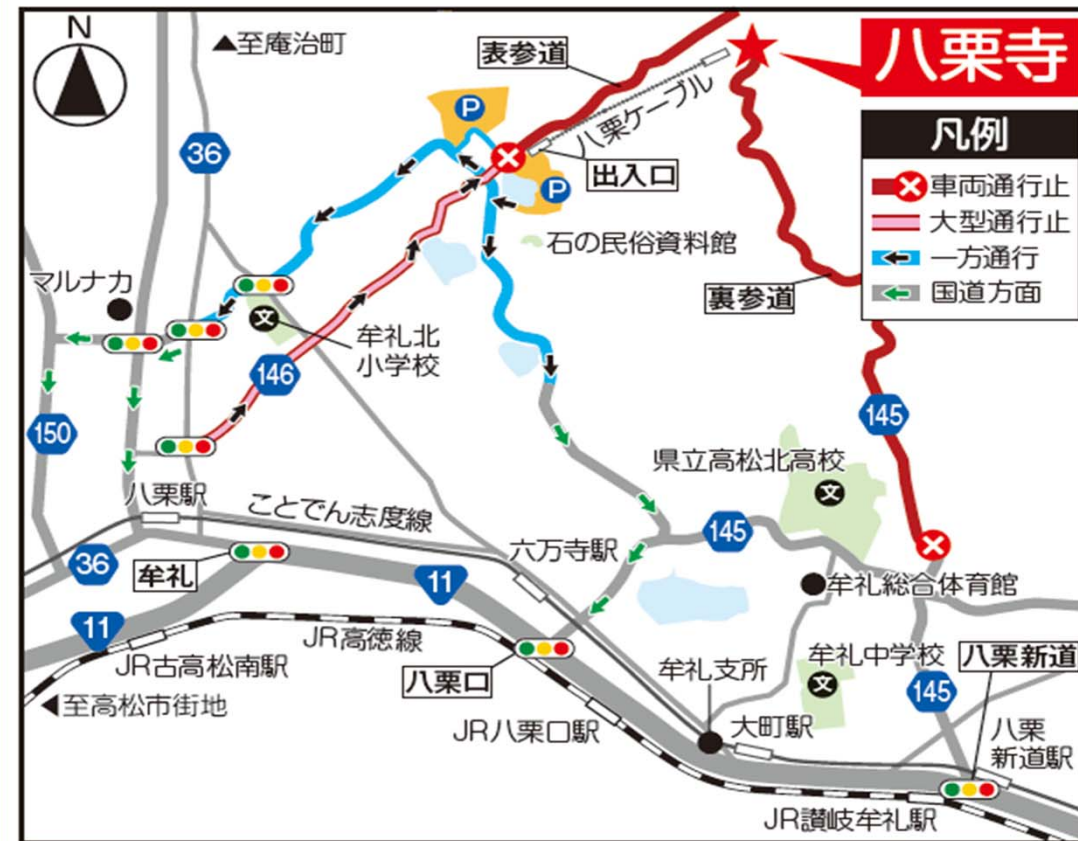 N
▲至庵治町
表参道
八栗寺
36
P
八栗ケーブル
凡例
車両通行止
大型通行止
一方通行
国道方面
出入口
P
石の民俗資料館
マルナカ
文
牟礼北
小学校
裏参道
146
145
150
県立高松北高校
文
八栗駅
ことでん志度線
六万寺駅
145
36
牟礼
11
11
牟礼総合体育館
JR高徳線
JR古高松南駅
八栗口
牟礼支所
牟礼中学校
文
八栗新道
145
◀至高松市街地
JR八栗口駅
大町駅
八栗
新道駅
JR讃岐牟礼駅